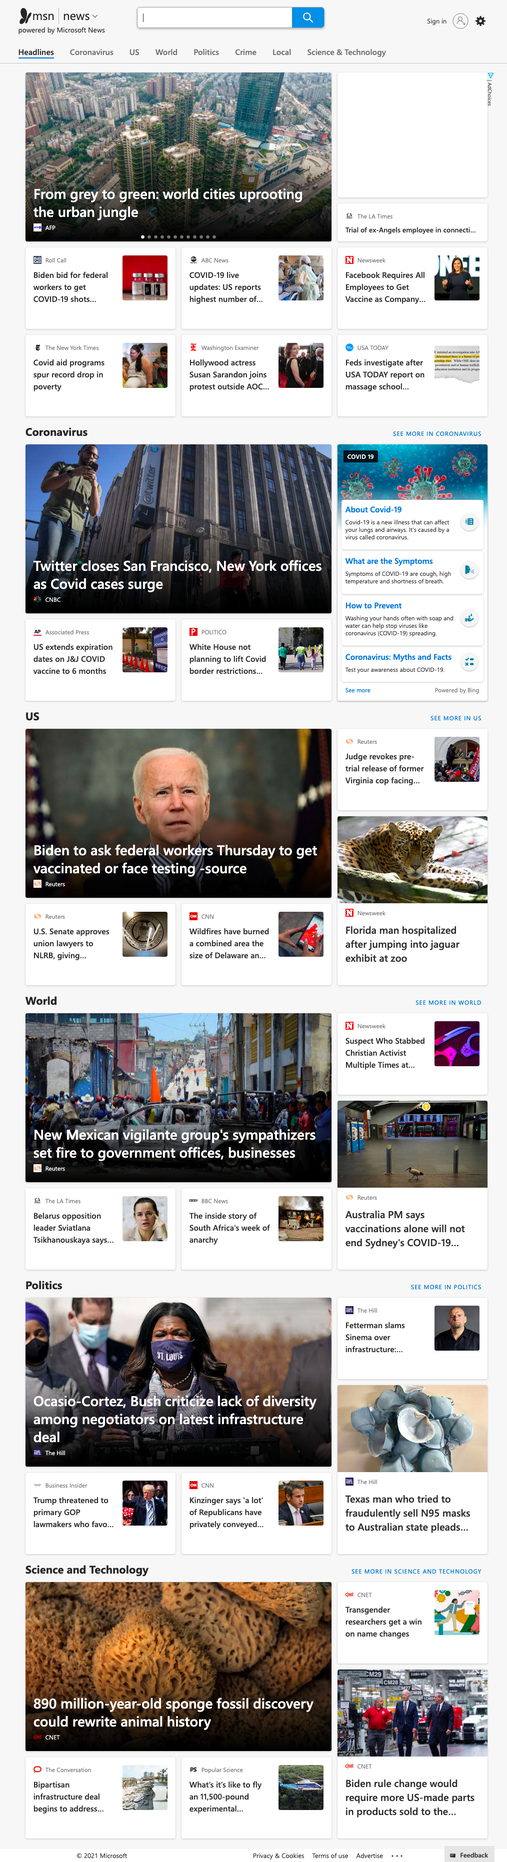 msn | news
powered by Microsoft News
Sign in
Headlines
Coronavirus
US
World
Politics
Crime
Local
Science & Technology
From grey to green: world cities uprooting
the urban jungle
AFP
AdChoices
The LA Times
Trial of ex-Angels employee in connecti...
Roll Call
Biden bid for federal
workers to get
COVID-19 shots...
ABC News
COVID-19 live
updates: US reports
highest number of...
Newsweek
Facebook Requires All
Employees to Get
Vaccine as Company...
The New York Times
Covid aid programs
spur record drop in
poverty
Washington Examiner
Hollywood actress
Susan Sarandon joins
protest outside AOC...
USA TODAY
Feds investigate after
USA TODAY report on
massage school...
Coronavirus
SEE MORE IN CORONAVIRUS
Twitter closes San Francisco, New York offices
as Covid cases surge
CNBC
COVID 19
About Covid-19
Covid-19 is a new illness that can affect
your lungs and airways. It's caused by a
virus called coronavirus.
What are the Symptoms
Symptoms of COVID-19 are cough, high
temperature and shortness of breath.
How to Prevent
Washing your hands often with soap and
water can help stop viruses like
coronavirus (COVID-19) spreading.
Coronavirus: Myths and Facts
Test your awareness about COVID-19.
See more
Powered by Bing
Associated Press
US extends expiration
dates on J&J COVID
vaccine to 6 months
POLITICO
White House not
planning to lift Covid
border restrictions...
US
SEE MORE IN US
Biden to ask federal workers Thursday to get
vaccinated or face testing -source
Reuters
Reuters
Judge revokes pre-
trial release of former
Virginia cop facing...
Newsweek
Florida man hospitalized
after jumping into jaguar
exhibit at zoo
Reuters
U.S. Senate approves
union lawyers to
NLRB, giving...
CNN
Wildfires have burned
a combined area the
size of Delaware an...
World
SEE MORE IN WORLD
New Mexican vigilante group's sympathizers
set fire to government offices, businesses
Reuters
Newsweek
Suspect Who Stabbed
Christian Activist
Multiple Times at...
Reuters
Australia PM says
vaccinations alone will not
end Sydney's COVID-19...
The LA Times
Belarus opposition
leader Sviatlana
Tsikhanouskaya says...
BBC News
The inside story of
South Africa's week of
anarchy
Politics
SEE MORE IN POLITICS
ST. LOUIS
Ocasio-Cortez, Bush criticize lack of diversity
among negotiators on latest infrastructure
deal
The Hill
The Hill
Fetterman slams
Sinema over
infrastructure:...
The Hill
Texas man who tried to
fraudulently sell N95 masks
to Australian state pleads...
Business Insider
Trump threatened to
primary GOP
lawmakers who favo...
CNN
Kinzinger says 'a lot'
of Republicans have
privately conveyed...
Science and Technology
SEE MORE IN SCIENCE AND TECHNOLOGY
890 million-year-old sponge fossil discovery
could rewrite animal history
CNET
CNET
Transgender
researchers get a win
on name changes
CM29
CM28
CNET
Biden rule change would
require more US-made parts
in products sold to the...
The Conversation
Bipartisan
infrastructure deal
begins to address...
Popular Science
What's it's like to fly
an 11,500-pound
experimental...
© 2021 Microsoft
Privacy & Cookies
Terms of use
Advertise
Feedback